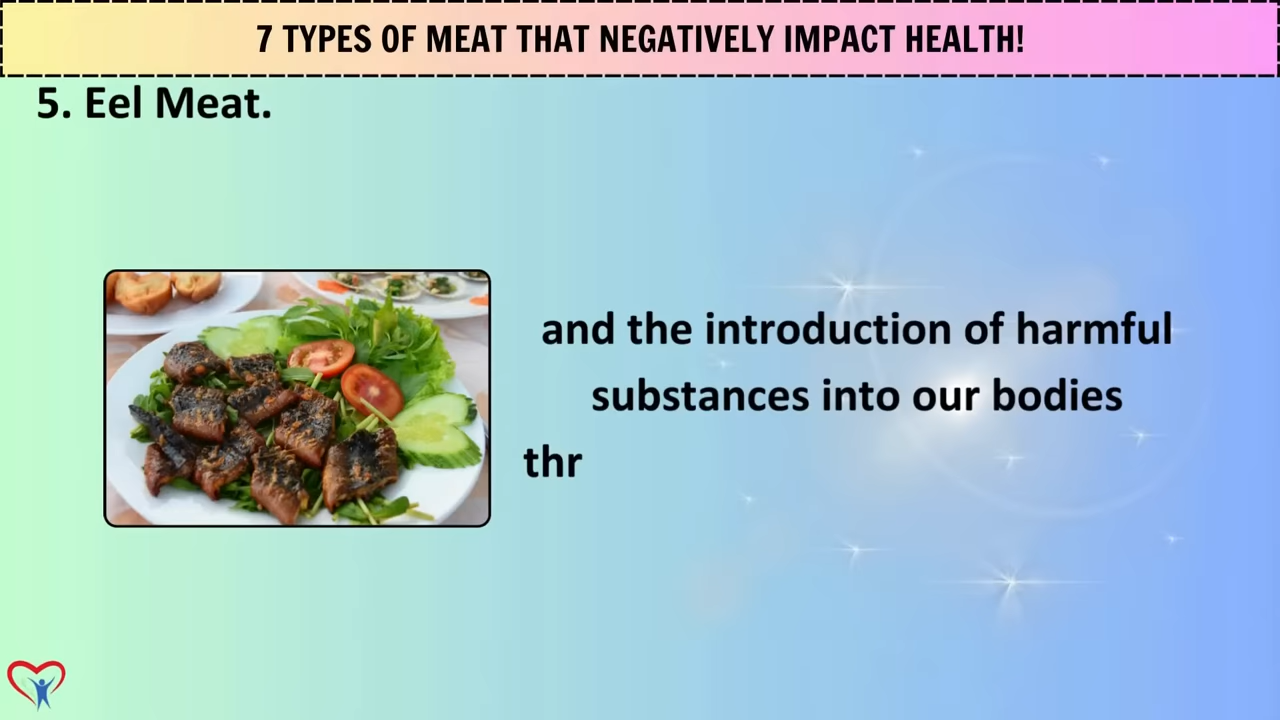 7 TYPES OF MEAT THAT NEGATIVELY IMPACT HEALTH!
5. Eel Meat.
and the introduction of harmful
substances into our bodies
thr